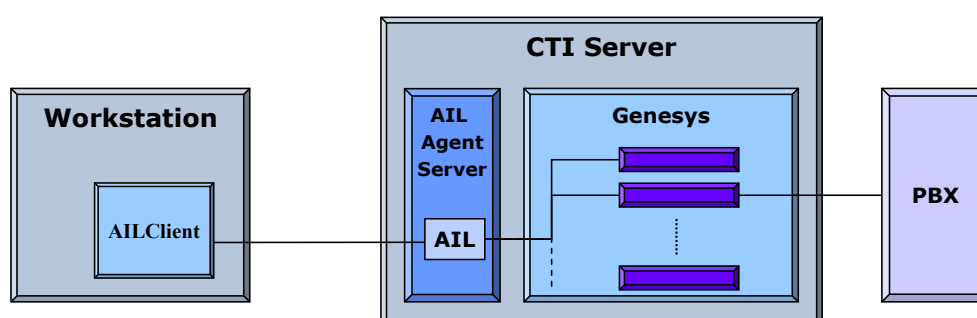 CTI Server
Workstation
AIL
Agent
Server
Genesys
PBX
AILClient
AIL